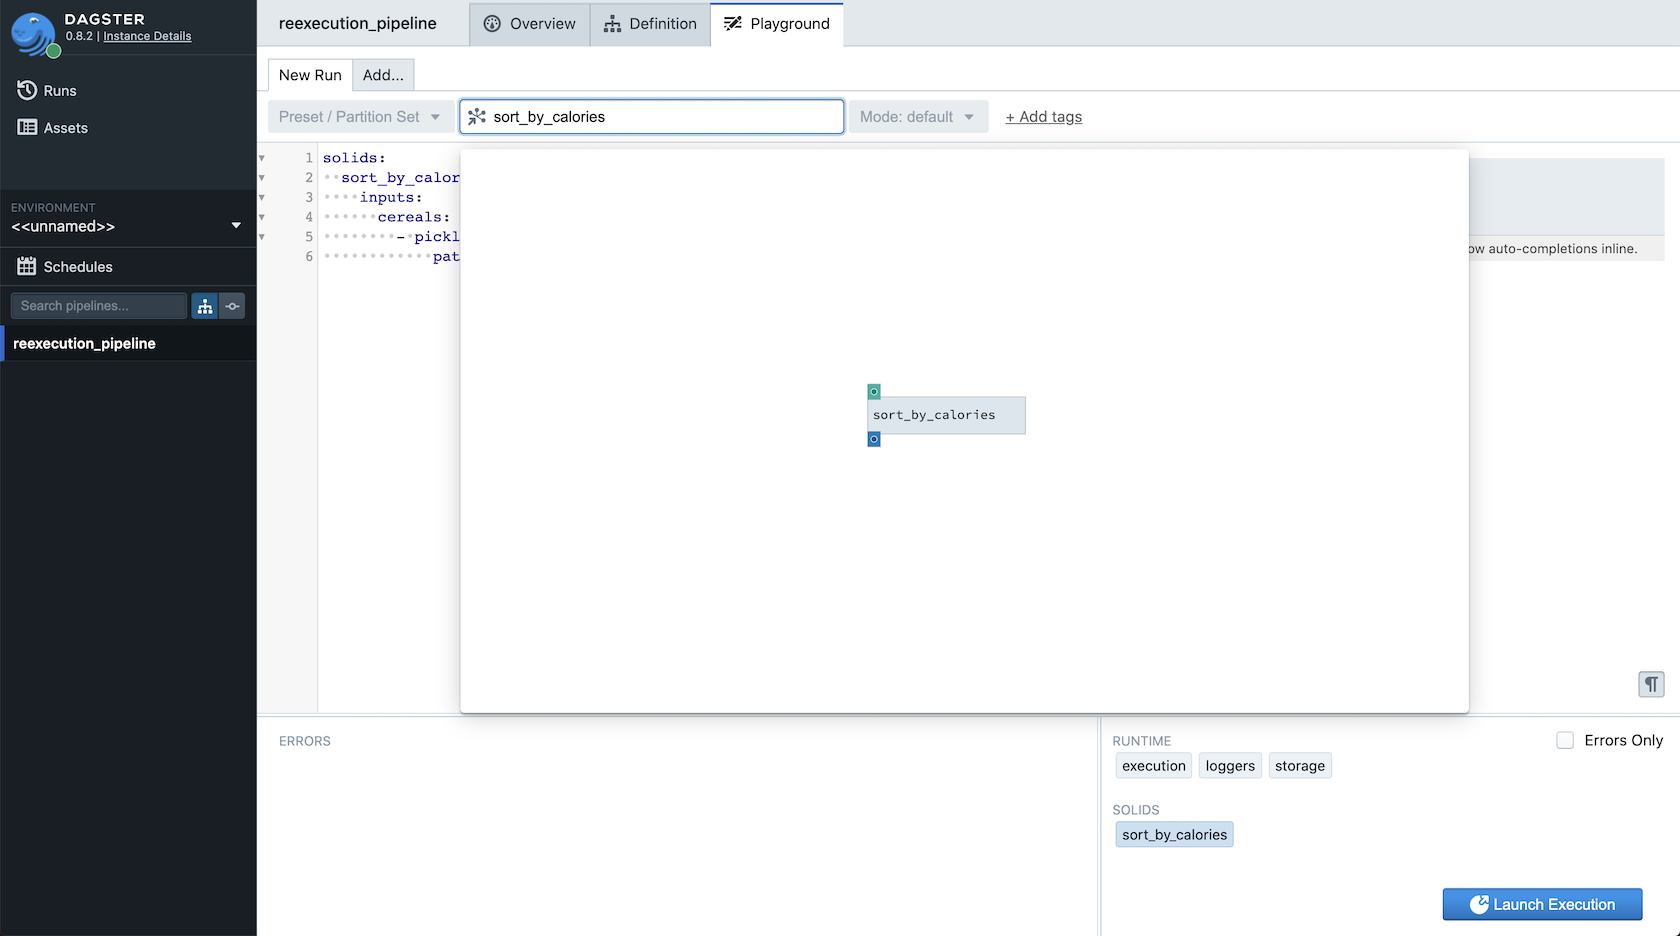 DAGSTER
0.8.2 | Instance Details
Runs
Assets
ENVIRONMENT
<<unnamed>>
Schedules
Search pipelines...
reexecution_pipeline
reexecution_pipeline
Overview
Definition
Playground
New Run
Add...
Preset / Partition Set
sort_by_calories
Mode: default
+ Add tags
1 solids:
2 sort_by_calor
3 inputs:
4 cereals:
5 - pickl
6 pat
ow auto-completions inline.
sort_by_calories
¶
ERRORS
RUNTIME
Errors Only
execution loggers storage
SOLIDS
sort_by_calories
Launch Execution